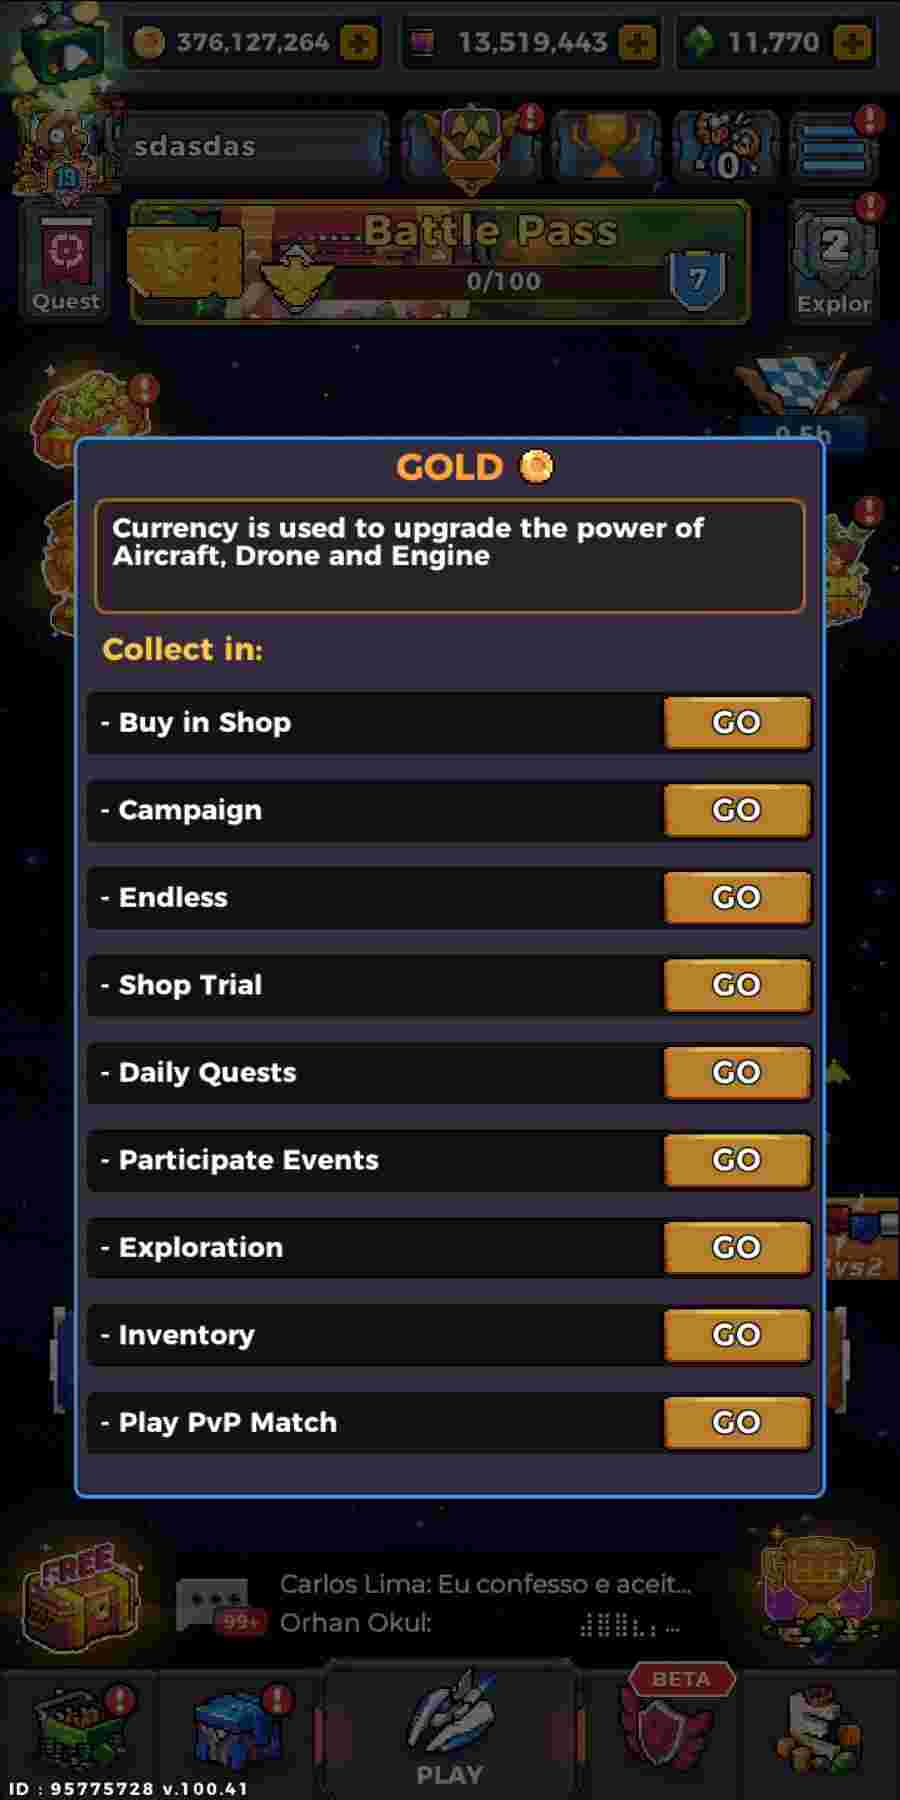 376,127,264
13,519,443
11,770
sdasdas
19
0
Quest
......Battle Pass
0/100
7
2
Explor
9.5h
GOLD
Currency is used to upgrade the power of
Aircraft, Drone and Engine
Collect in:
- Buy in Shop GO
- Campaign GO
- Endless GO
- Shop Trial GO
- Daily Quests GO
- Participate Events GO
- Exploration GO
- Inventory GO
- Play PvP Match GO
vs2
FREE
99+
Carlos Lima: Eu confesso e aceit...
Orhan Okul:
BETA
PLAY
ID : 95775728 v.100.41